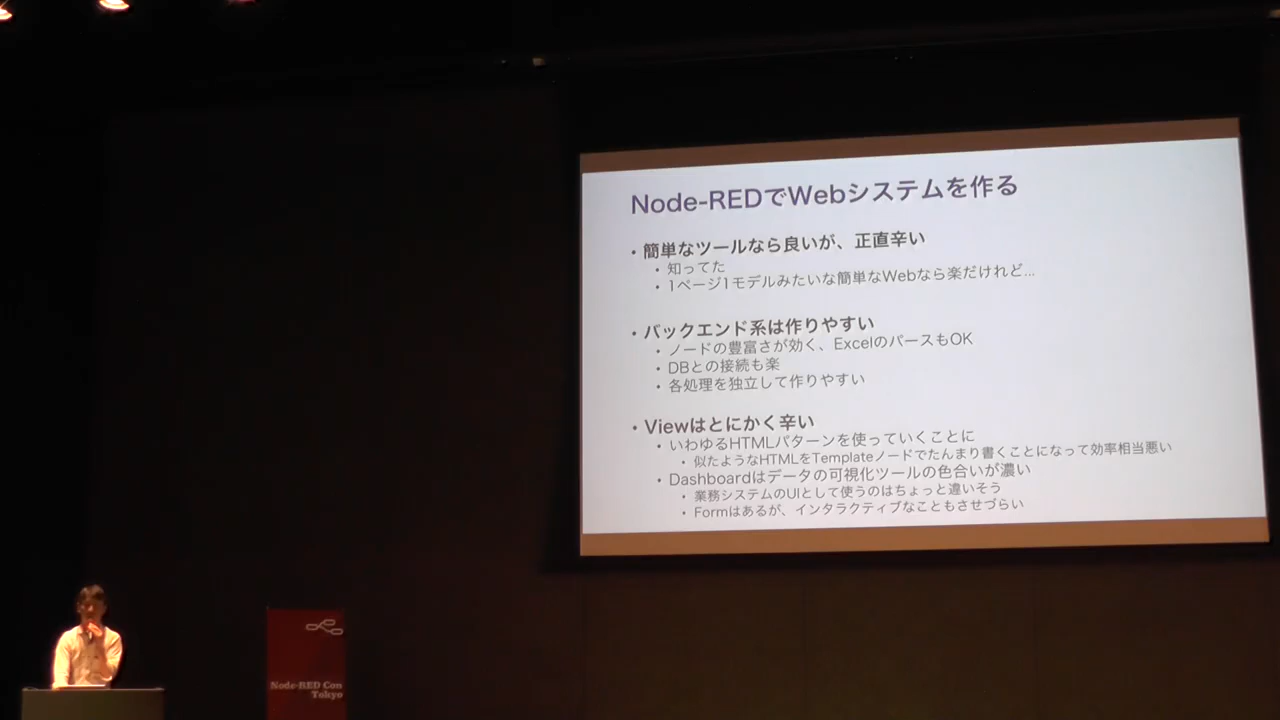 Node-REDでWebシステムを作る
・簡単なツールなら良いが、正直辛い
・知ってた
・1ページ1モデルみたいな簡単なWebなら楽だけれど...
・バックエンド系は作りやすい
・ノードの豊富さが効く、ExcelのパースもOK
・DBとの接続も楽
・各処理を独立して作りやすい
・Viewはとにかく辛い
・いわゆるHTMLパターンを使っていくことに
・似たようなHTMLをTemplateノードでたんまり書くことになって効率相当悪い
・Dashboardはデータの可視化ツールの色合いが濃い
・業務システムのUIとして使うのはちょっと違いそう
・Formはあるが、インタラクティブなこともさせづらい
Node-RED Con
Tokyo